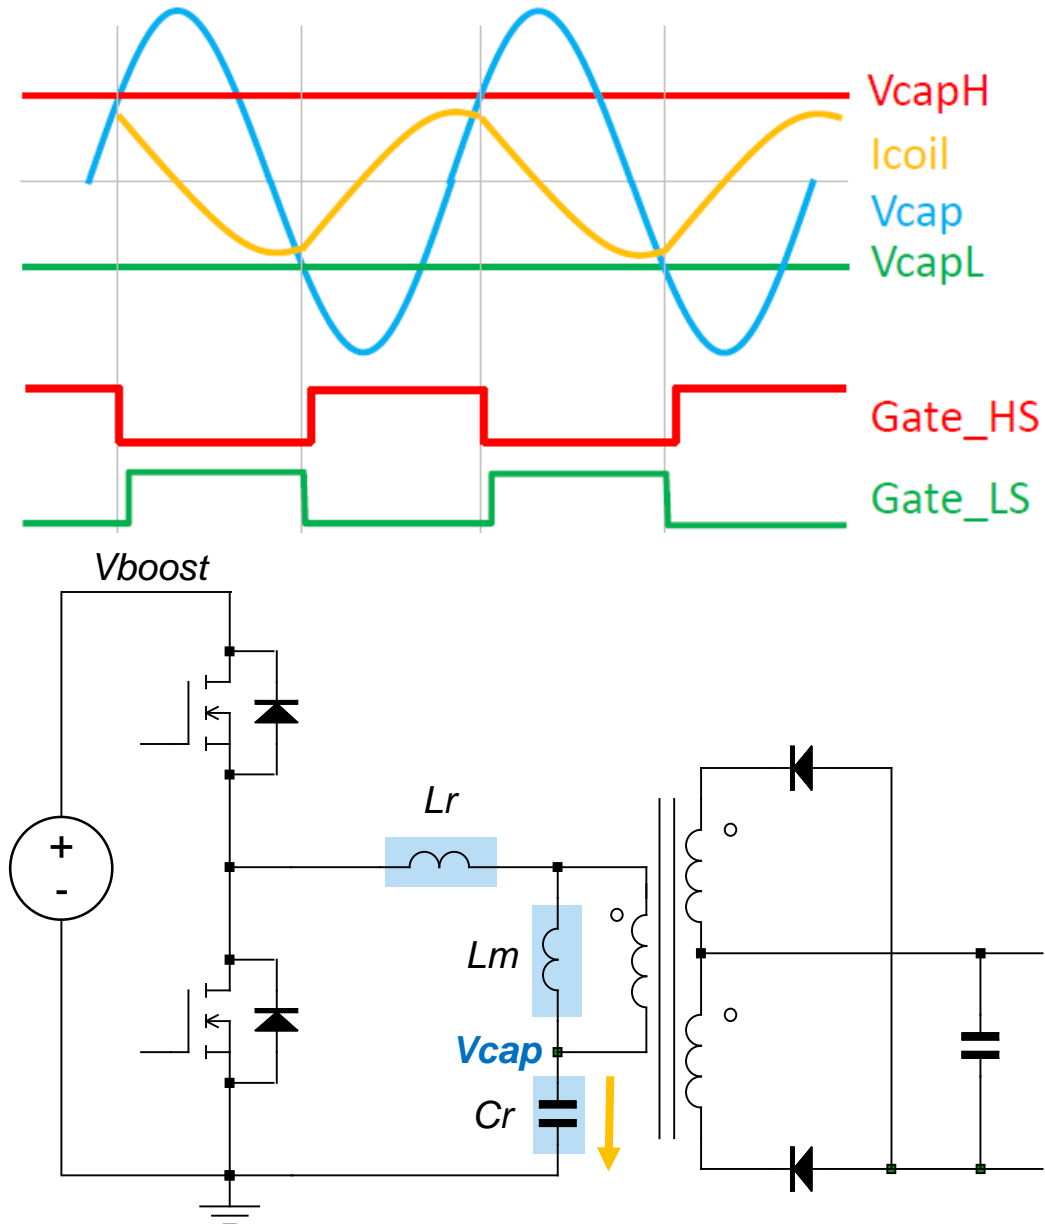 VcapH
Icoil
Vcap
VcapL
Gate_HS
Gate_LS
Vboost
Lr
+
-
Lm
Vcap
Cr